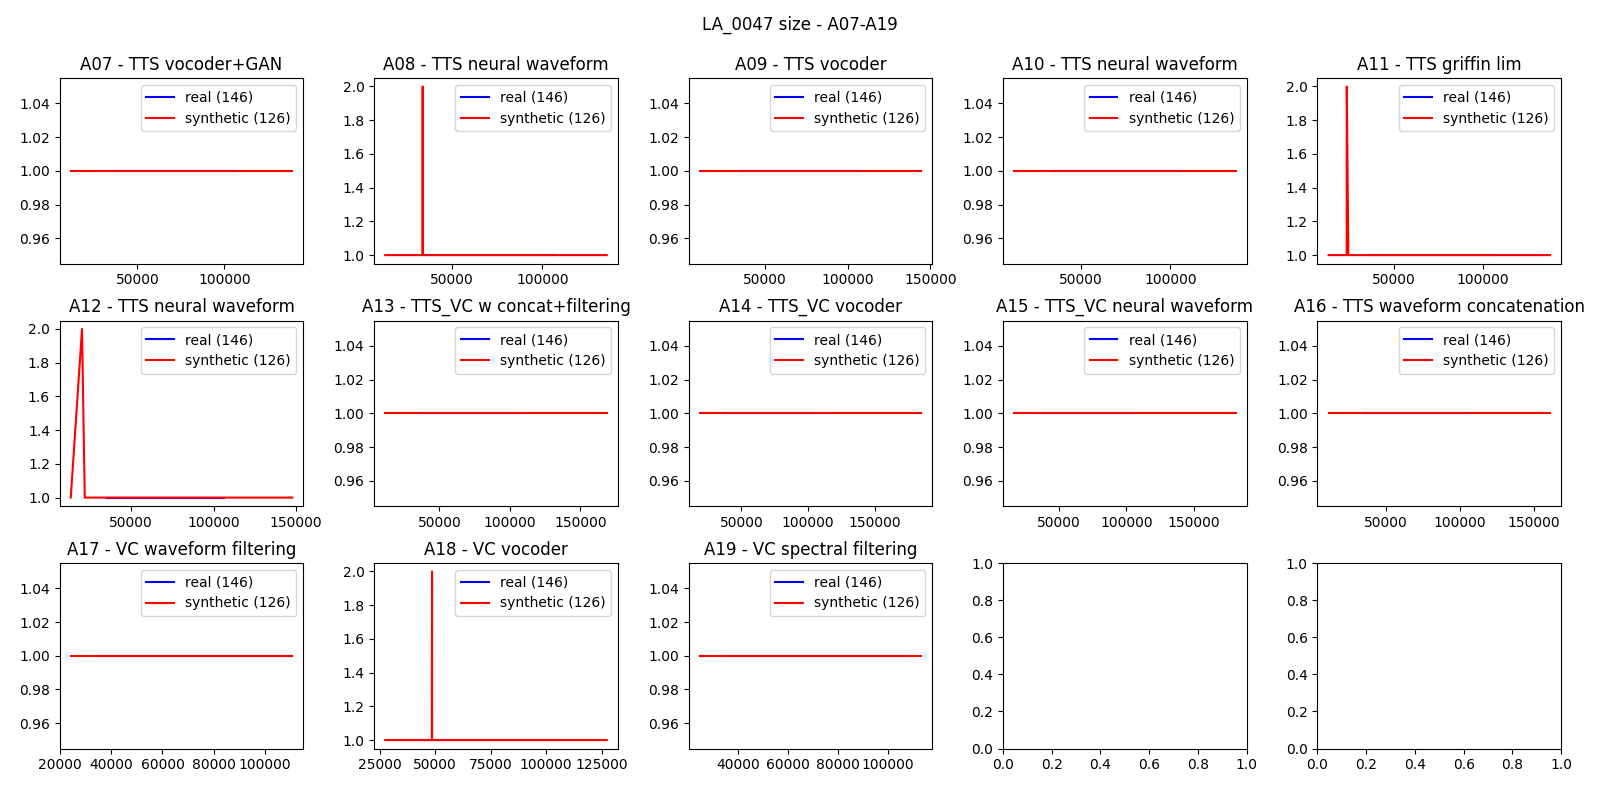 LA_0047 size - A07-A19
A07 - TTS vocoder+GAN
real (146)
synthetic (126)
1.04
1.02
1.00
0.98
0.96
50000 100000
A08 - TTS neural waveform
real (146)
synthetic (126)
2.0
1.8
1.6
1.4
1.2
1.0
50000 100000
A09 - TTS vocoder
real (146)
synthetic (126)
1.04
1.02
1.00
0.98
0.96
50000 100000 150000
A10 - TTS neural waveform
real (146)
synthetic (126)
1.04
1.02
1.00
0.98
0.96
50000 100000
A11 - TTS griffin lim
real (146)
synthetic (126)
2.0
1.8
1.6
1.4
1.2
1.0
50000 100000
A12 - TTS neural waveform
real (146)
synthetic (126)
2.0
1.8
1.6
1.4
1.2
1.0
50000 100000 150000
A13 - TTS_VC w concat+filtering
real (146)
synthetic (126)
1.04
1.02
1.00
0.98
0.96
50000 100000 150000
A14 - TTS_VC vocoder
real (146)
synthetic (126)
1.04
1.02
1.00
0.98
0.96
50000 100000 150000
A15 - TTS_VC neural waveform
real (146)
synthetic (126)
1.04
1.02
1.00
0.98
0.96
50000 100000 150000
A16 - TTS waveform concatenation
real (146)
synthetic (126)
1.04
1.02
1.00
0.98
0.96
50000 100000 150000
A17 - VC waveform filtering
real (146)
synthetic (126)
1.04
1.02
1.00
0.98
0.96
20000 40000 60000 80000 100000
A18 - VC vocoder
real (146)
synthetic (126)
2.0
1.8
1.6
1.4
1.2
1.0
25000 50000 75000 100000 125000
A19 - VC spectral filtering
real (146)
synthetic (126)
1.04
1.02
1.00
0.98
0.96
40000 60000 80000 100000
1.0
0.8
0.6
0.4
0.2
0.0
0.0 0.2 0.4 0.6 0.8 1.0
1.0
0.8
0.6
0.4
0.2
0.0
0.0 0.2 0.4 0.6 0.8 1.0